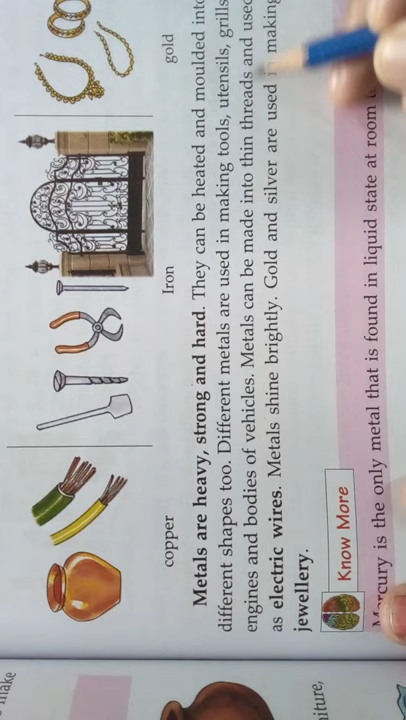 copper
Iron
gold
Metals are heavy, strong and hard. They can be heated and moulded into
different shapes too. Different metals are used in making tools, utensils, grills
engines and bodies of vehicles. Metals can be made into thin threads and used
as electric wires. Metals shine brightly. Gold and silver are used in making
jewellery.
Know More
Mercury is the only metal that is found in liquid state at room
make